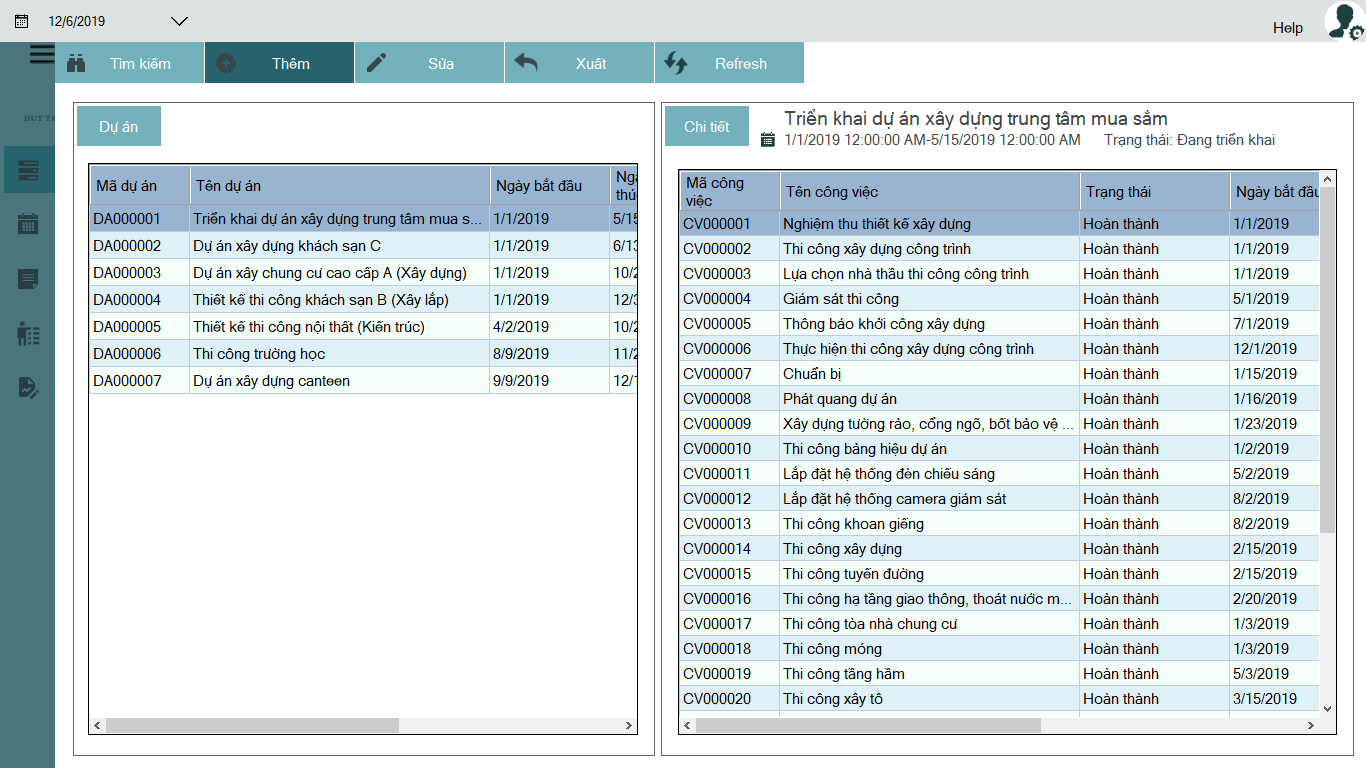 12/6/2019
Help
Tìm kiếm Thêm Sửa Xuất Refresh
DUY TA
Dự án
Mã dự án Tên dự án Ngày bắt đầu
DA000001 Triển khai dự án xây dựng trung tâm mua s... 1/1/2019 5/15
DA000002 Dự án xây dựng khách sạn C 1/1/2019 6/13
DA000003 Dự án xây chung cư cao cấp A (Xây dựng) 1/1/2019 10/2
DA000004 Thiết kế thi công khách sạn B (Xây lắp) 1/1/2019 12/3
DA000005 Thiết kế thi công nội thất (Kiến trúc) 4/2/2019 10/2
DA000006 Thi công trường học 8/9/2019 11/2
DA000007 Dự án xây dựng canteen 9/9/2019 12/1
Chi tiết
Triển khai dự án xây dựng trung tâm mua sắm
1/1/2019 12:00:00 AM-5/15/2019 12:00:00 AM Trạng thái: Đang triển khai
Mã công việc Tên công việc Trạng thái Ngày bắt đầu
CV000001 Nghiệm thu thiết kế xây dựng Hoàn thành 1/1/2019
CV000002 Thi công xây dựng công trình Hoàn thành 1/1/2019
CV000003 Lựa chọn nhà thầu thi công công trình Hoàn thành 1/1/2019
CV000004 Giám sát thi công Hoàn thành 5/1/2019
CV000005 Thông báo khởi công xây dựng Hoàn thành 7/1/2019
CV000006 Thực hiện thi công xây dựng công trình Hoàn thành 12/1/2019
CV000007 Chuẩn bị Hoàn thành 1/15/2019
CV000008 Phát quang dự án Hoàn thành 1/16/2019
CV000009 Xây dựng tường rào, cổng ngõ, bốt bảo vệ ... Hoàn thành 1/23/2019
CV000010 Thi công bảng hiệu dự án Hoàn thành 1/2/2019
CV000011 Lắp đặt hệ thống đèn chiếu sáng Hoàn thành 5/2/2019
CV000012 Lắp đặt hệ thống camera giám sát Hoàn thành 8/2/2019
CV000013 Thi công khoan giếng Hoàn thành 8/2/2019
CV000014 Thi công xây dựng Hoàn thành 2/15/2019
CV000015 Thi công tuyến đường Hoàn thành 2/15/2019
CV000016 Thi công hạ tầng giao thông, thoát nước m... Hoàn thành 2/20/2019
CV000017 Thi công tòa nhà chung cư Hoàn thành 1/3/2019
CV000018 Thi công móng Hoàn thành 1/3/2019
CV000019 Thi công tầng hầm Hoàn thành 5/3/2019
CV000020 Thi công xây tô Hoàn thành 3/15/2019